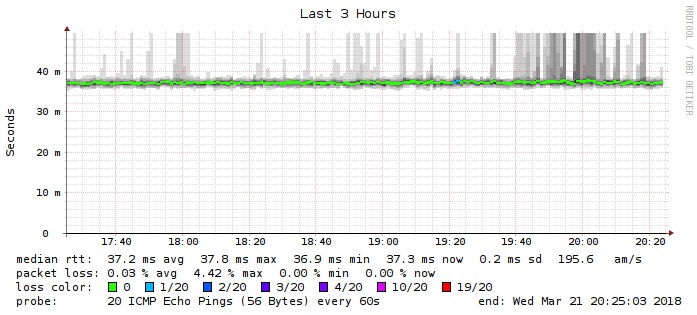 Last 3 Hours
RRDTOOL / TOBI OETIKER
Seconds
40 m
30 m
20 m
10 m
0
17:40 18:00 18:20 18:40 19:00 19:20 19:40 20:00 20:20
median rtt: 37.2 ms avg 37.8 ms max 36.9 ms min 37.3 ms now 0.2 ms sd 195.6 am/s
packet loss: 0.03 % avg 4.42 % max 0.00 % min 0.00 % now
loss color: 0 1/20 2/20 3/20 4/20 10/20 19/20
probe: 20 ICMP Echo Pings (56 Bytes) every 60s end: Wed Mar 21 20:25:03 2018